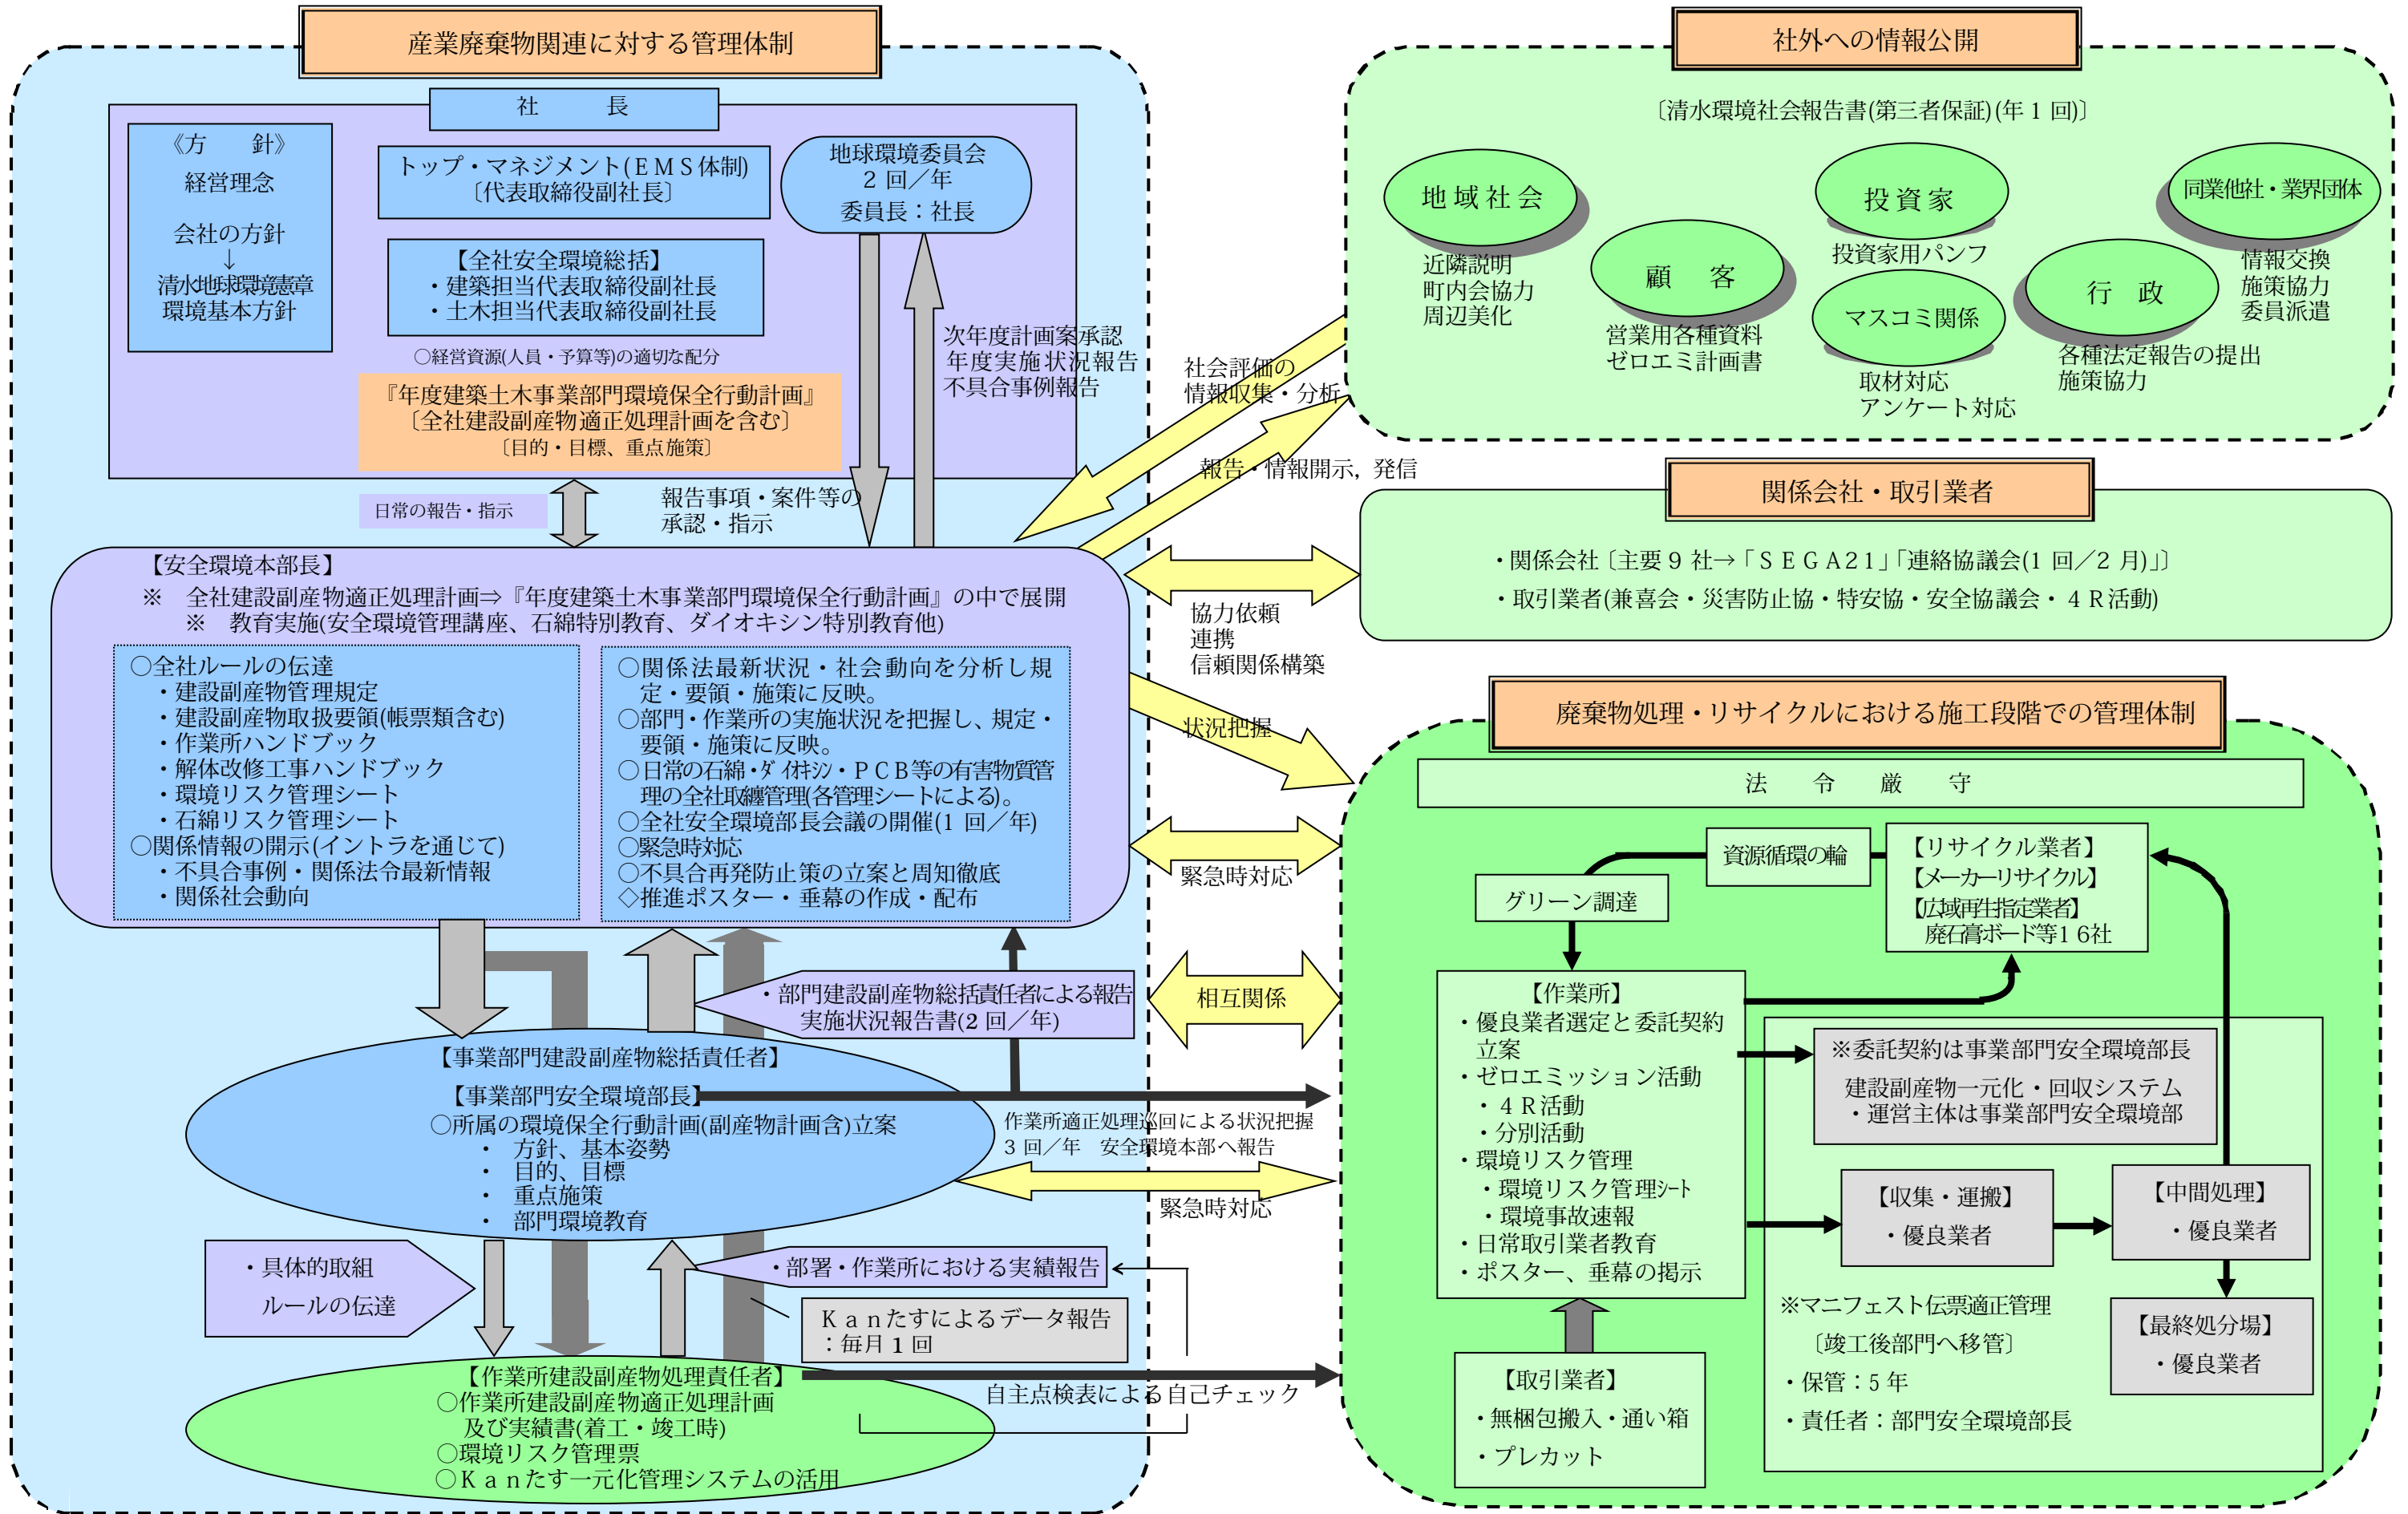 産業廃棄物関連に対する管理体制
社　　　長
《方　　針》
経営理念
会社の方針
↓
清水地球環境憲章
環境基本方針
トップ・マネジメント(ＥＭＳ体制)
〔代表取締役副社長〕
【全社安全環境総括】
・建築担当代表取締役副社長
・土木担当代表取締役副社長
○経営資源(人員・予算等)の適切な配分
『年度建築土木事業部門環境保全行動計画』
〔全社建設副産物適正処理計画を含む〕
〔目的・目標、重点施策〕
地球環境委員会
２回／年
委員長：社長
次年度計画案承認
年度実施状況報告
不具合事例報告
日常の報告・指示
報告事項・案件等の
承認・指示
【安全環境本部長】
※　全社建設副産物適正処理計画⇒『年度建築土木事業部門環境保全行動計画』の中で展開
※　教育実施(安全環境管理講座、石綿特別教育、ダイオキシン特別教育他)
○全社ルールの伝達
・建設副産物管理規定
・建設副産物取扱要領(帳票類含む)
・作業所ハンドブック
・解体改修工事ハンドブック
・環境リスク管理シート
・石綿リスク管理シート
○関係情報の開示(イントラを通じて)
・不具合事例・関係法令最新情報
・関係社会動向
○関係法最新状況・社会動向を分析し規
定・要領・施策に反映。
○部門・作業所の実施状況を把握し、規定・
要領・施策に反映。
○日常の石綿・ﾀﾞｲｵｷｼﾝ・ＰＣＢ等の有害物質管
理の全社取纏管理(各管理シートによる)。
○全社安全環境部長会議の開催(1 回／年)
○緊急時対応
○不具合再発防止策の立案と周知徹底
◇推進ポスター・垂幕の作成・配布
・部門建設副産物総括責任者による報告
実施状況報告書(2 回／年)
【事業部門建設副産物総括責任者】
【事業部門安全環境部長】
○所属の環境保全行動計画(副産物計画含)立案
・　方針、基本姿勢
・　目的、目標
・　重点施策
・　部門環境教育
・具体的取組
ルールの伝達
・部署・作業所における実績報告
Ｋａｎたすによるデータ報告
：毎月 1 回
【作業所建設副産物処理責任者】
○作業所建設副産物適正処理計画
及び実績書(着工・竣工時)
○環境リスク管理票
○Ｋａｎたす一元化管理システムの活用
社会評価の
情報収集・分析
報告・情報開示，発信
協力依頼
連携
信頼関係構築
状況把握
緊急時対応
相互関係
作業所適正処理巡回による状況把握
3 回／年　安全環境本部へ報告
緊急時対応
自主点検表による自己チェック
社外への情報公開
〔清水環境社会報告書(第三者保証)(年 1 回)〕
地域社会
近隣説明
町内会協力
周辺美化
顧　客
営業用各種資料
ゼロエミ計画書
投資家
投資家用パンフ
マスコミ関係
取材対応
アンケート対応
行　政
各種法定報告の提出
施策協力
同業他社・業界団体
情報交換
施策協力
委員派遣
関係会社・取引業者
・関係会社〔主要 9 社→「ＳＥＧＡ21」「連絡協議会(1 回／2 月)」〕
・取引業者(兼喜会・災害防止協・特安協・安全協議会・４Ｒ活動)
廃棄物処理・リサイクルにおける施工段階での管理体制
法　令　厳　守
資源循環の輪
グリーン調達
【リサイクル業者】
【メーカーリサイクル】
【広域再生指定業者】
廃石膏ボード等１６社
【作業所】
・優良業者選定と委託契約
立案
・ゼロエミッション活動
・４Ｒ活動
・分別活動
・環境リスク管理
・環境リスク管理ｼｰﾄ
・環境事故速報
・日常取引業者教育
・ポスター、垂幕の掲示
※委託契約は事業部門安全環境部長
建設副産物一元化・回収システム
・運営主体は事業部門安全環境部
【収集・運搬】
・優良業者
【中間処理】
・優良業者
【最終処分場】
・優良業者
※マニフェスト伝票適正管理
〔竣工後部門へ移管〕
・保管：5 年
・責任者：部門安全環境部長
【取引業者】
・無梱包搬入・通い箱
・プレカット